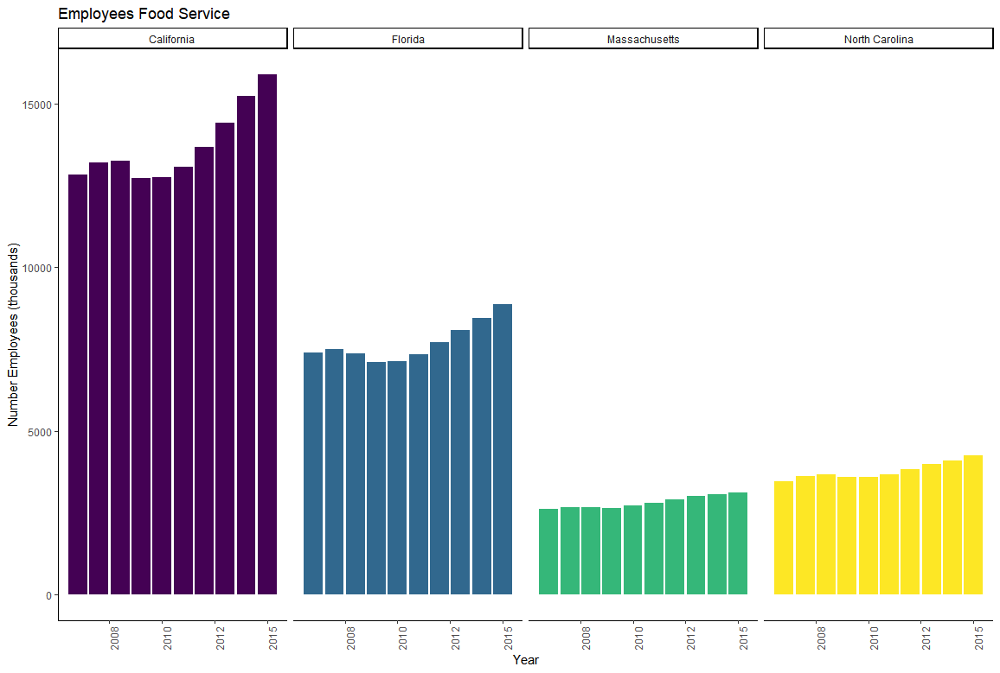 Employees Food Service
California
Florida
Massachusetts
North Carolina
Number Employees (thousands)
15000
10000
5000
0
2008
2010
2012
2015
2008
2010
2012
2015
2008
2010
2012
2015
2008
2010
2012
2015
Year